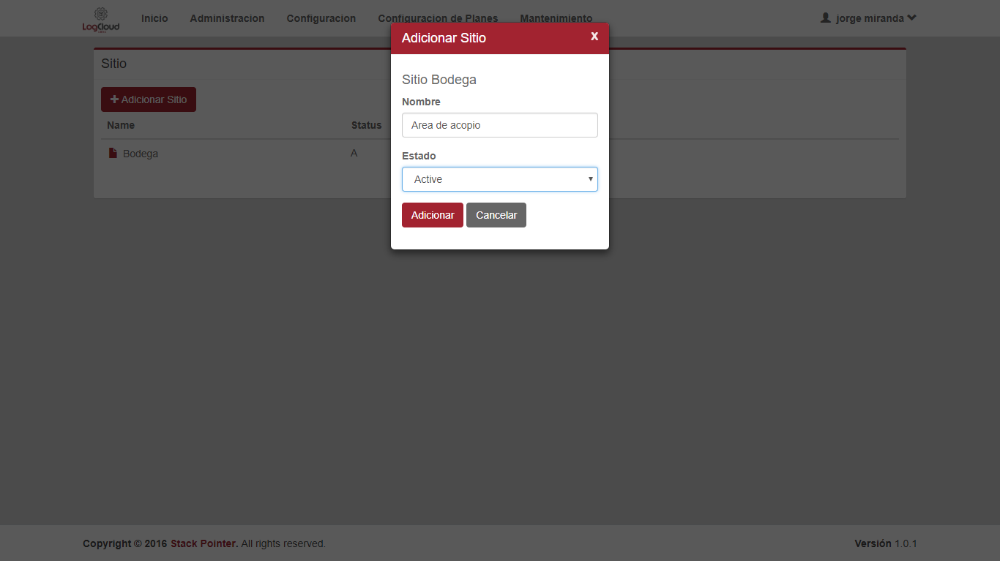 LogCloud
Inicio Administracion Configuracion Configuracion de Planes Mantenimiento jorge miranda
Adicionar Sitio X
Sitio
Sitio Bodega
Adicionar Sitio
Nombre
Name Status
Area de acopio
Bodega A
Estado
Active
Adicionar Cancelar
Copyright © 2016 Stack Pointer. All rights reserved. Versión 1.0.1